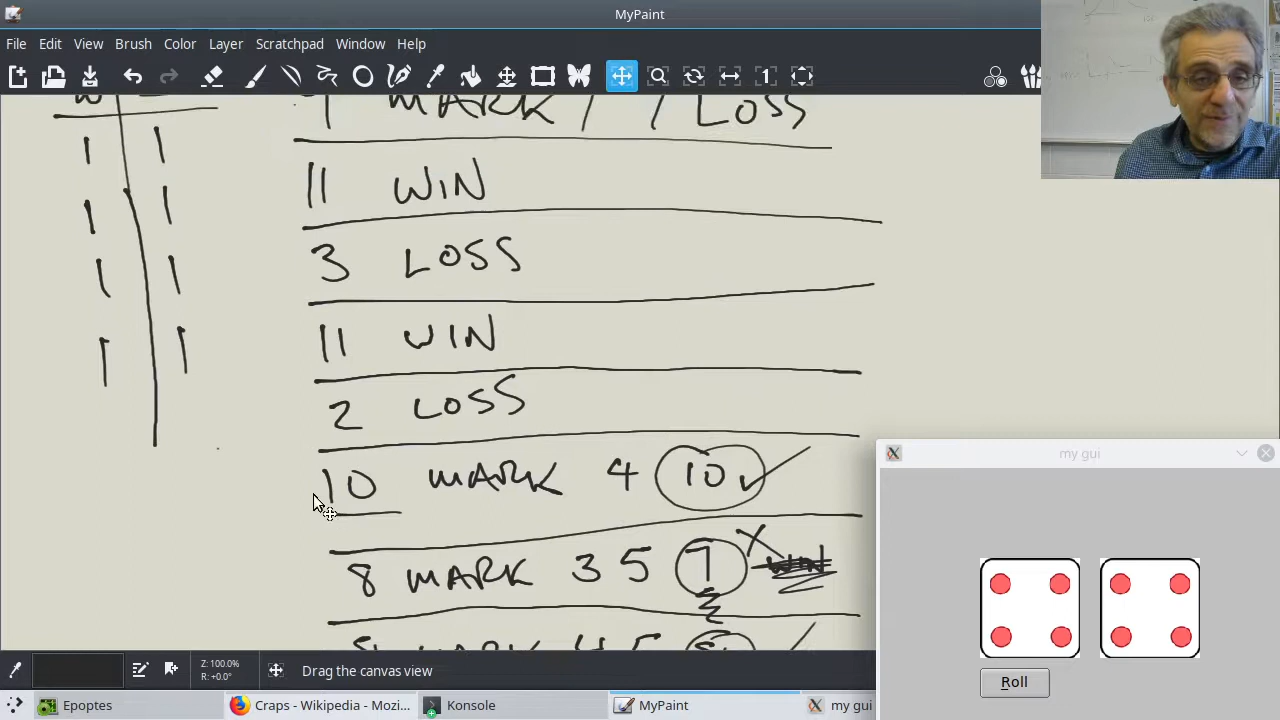 MyPaint
File Edit View Brush Color Layer Scratchpad Window Help
MARK 7 LOSS
11 WIN
3 LOSS
11 WIN
2 LOSS
10 MARK 4 10 ✓
8 MARK 3 5 7 X
my gui
Roll
Z: 100.0%
R: +0.0°
Drag the canvas view
Epoptes
Craps - Wikipedia - Mozi...
Konsole
MyPaint
my gui